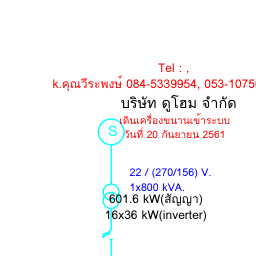 Tel : ,
k.คุณวีระพงษ์ 084-5339954, 053-10750
บริษัท ดูโฮม จำกัด
เดินเครื่องขนานเข้าระบบ
วันที่ 20 กันยายน 2561
S
22 / (270/156) V.
1x800 kVA.
601.6 kW(สัญญา)
16x36 kW(inverter)